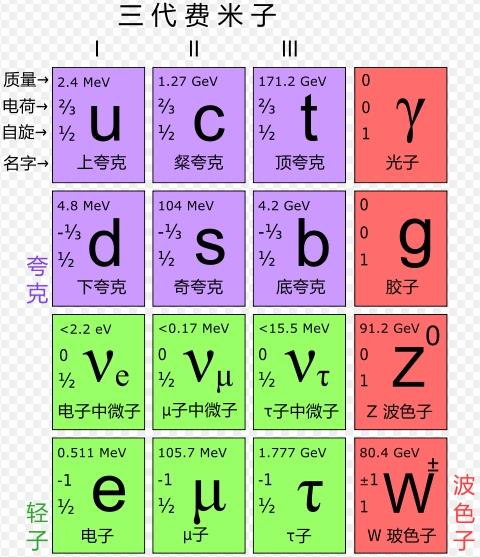 三代费米子
I II III
质量→ 2.4 MeV 1.27 GeV 171.2 GeV 0
电荷→ ⅔ u ⅔ c ⅔ t 0 γ
自旋→ ½ ½ ½ 1
名字→ 上夸克 粲夸克 顶夸克 光子
4.8 MeV 104 MeV 4.2 GeV 0
-⅓ d -⅓ s -⅓ b 0 g
½ ½ ½ 1
夸克 下夸克 奇夸克 底夸克 胶子
<2.2 eV <0.17 MeV <15.5 MeV 91.2 GeV
0 νe 0 νμ 0 ντ 0 Z0
½ ½ ½ 1
电子中微子 μ子中微子 τ子中微子 Z 波色子
0.511 MeV 105.7 MeV 1.777 GeV 80.4 GeV
-1 e -1 μ -1 τ ±1 W±
½ ½ ½ 1
轻子 电子 μ子 τ子 W 玻色子 波色子